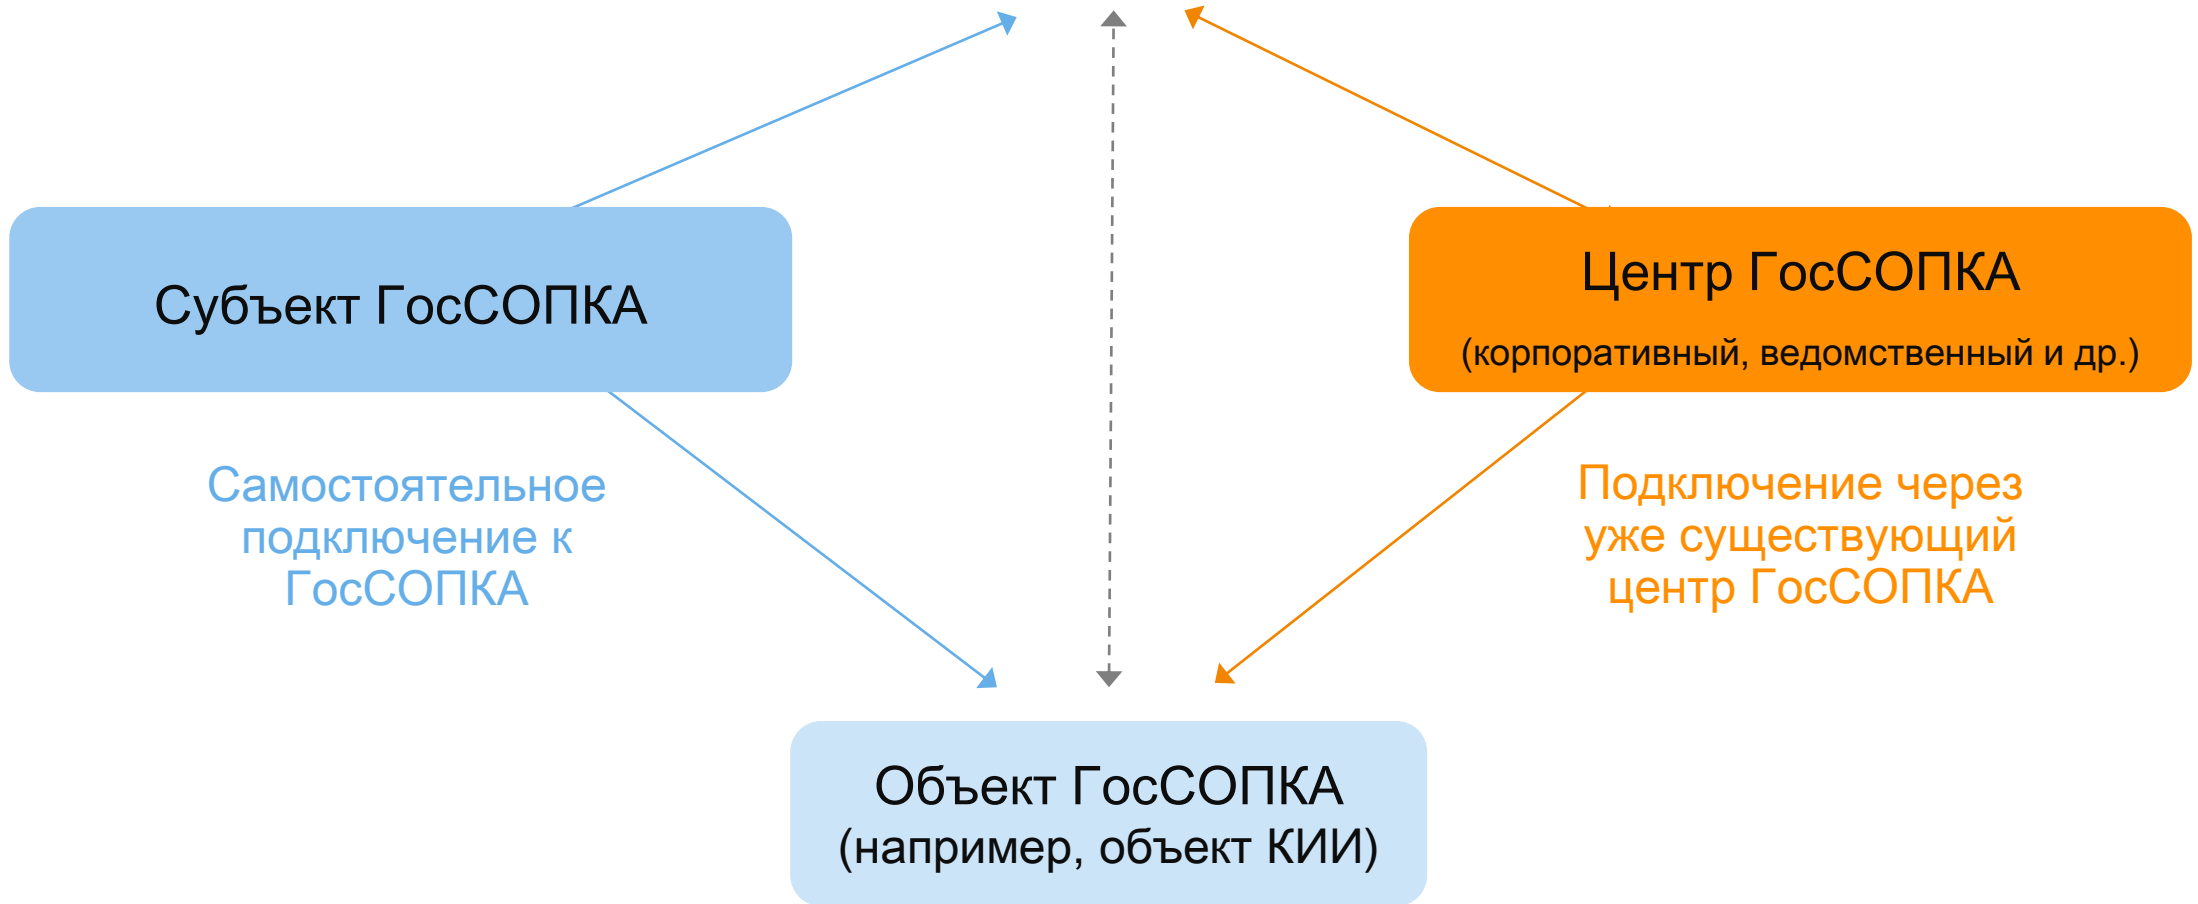 Субъект ГосСОПКА
Центр ГосСОПКА
(корпоративный, ведомственный и др.)
Самостоятельное
подключение к
ГосСОПКА
Подключение через
уже существующий
центр ГосСОПКА
Объект ГосСОПКА
(например, объект КИИ)